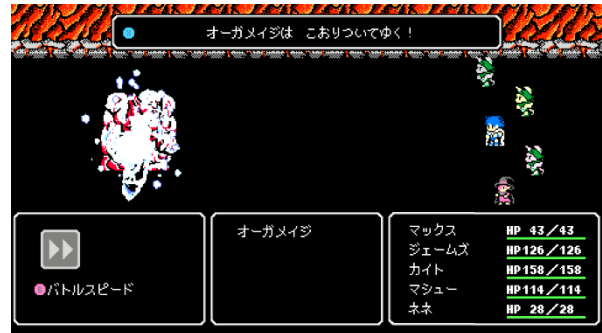 オーガメイジは こおりついてゆく！
バトルスピード
オーガメイジ
マックス HP 43／43
ジェームズ HP126／126
カイト HP158／158
マシュー HP114／114
ネネ HP 28／28